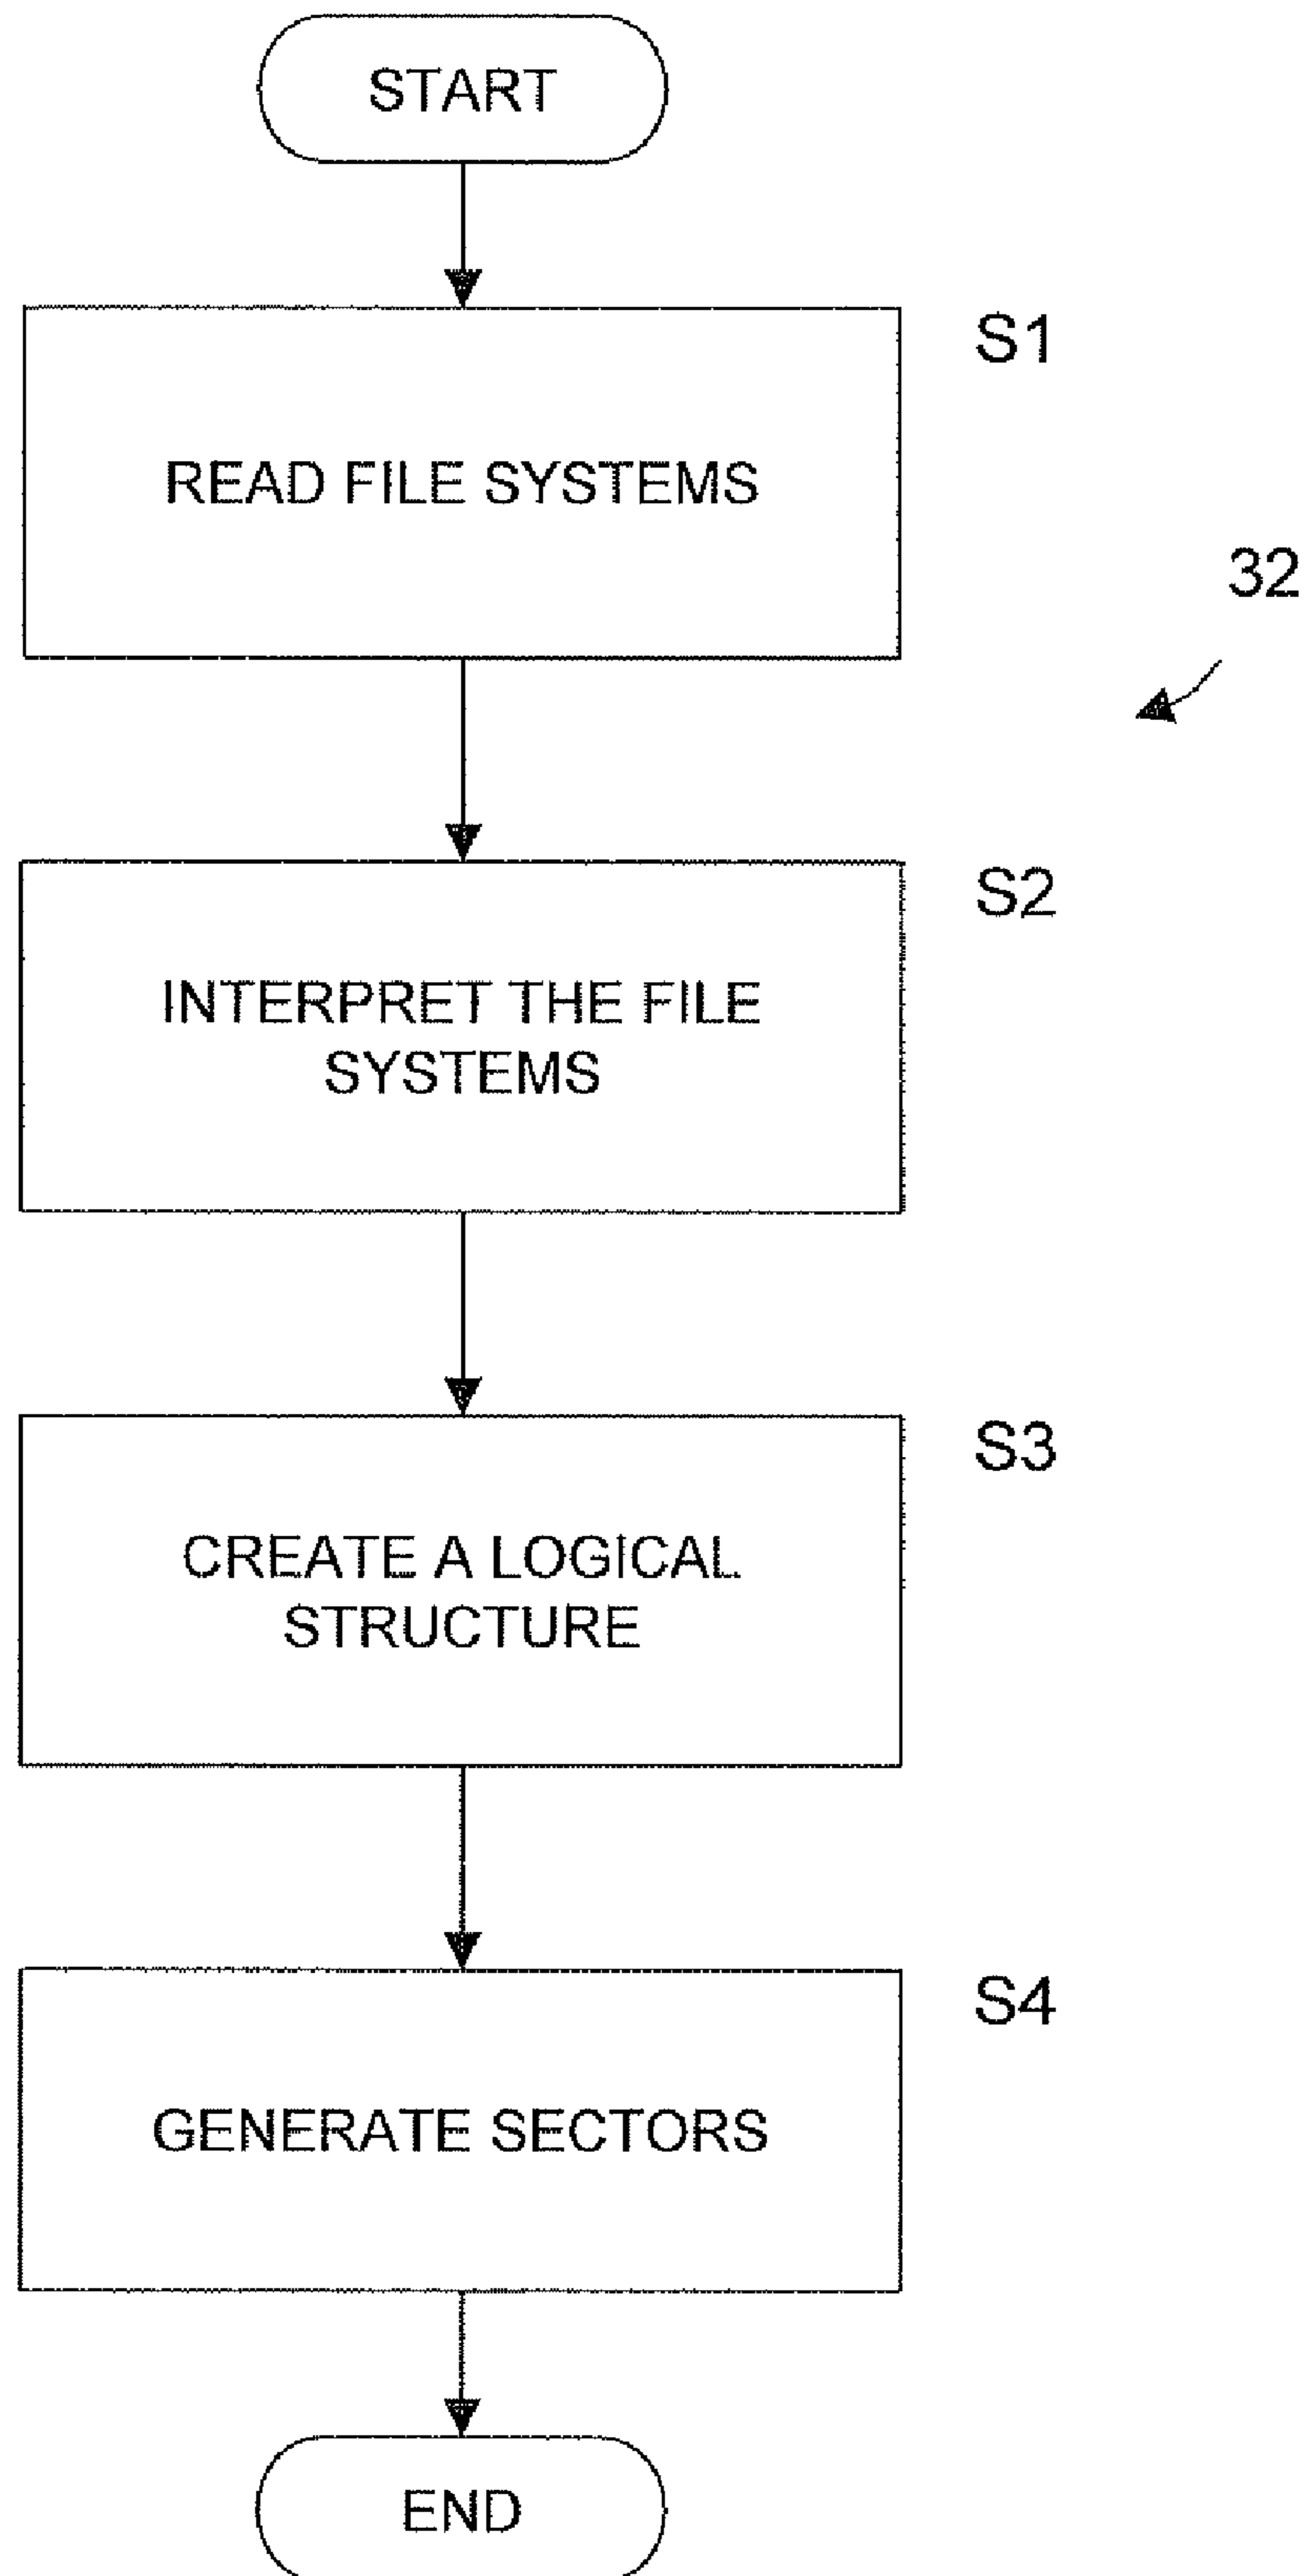 START
S1
READ FILE SYSTEMS
32
S2
INTERPRET THE FILE
SYSTEMS
S3
CREATE A LOGICAL
STRUCTURE
S4
GENERATE SECTORS
END